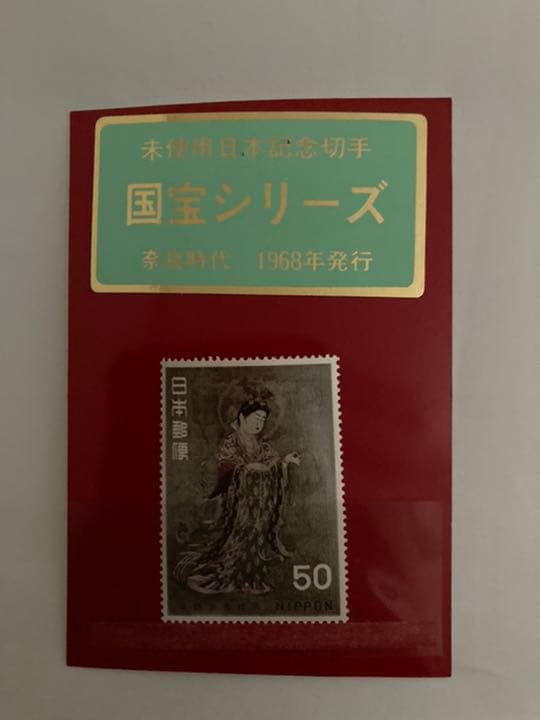 未使用日本記念切手
国宝シリーズ
奈良時代 1968年発行
日本郵便
50
NIPPON